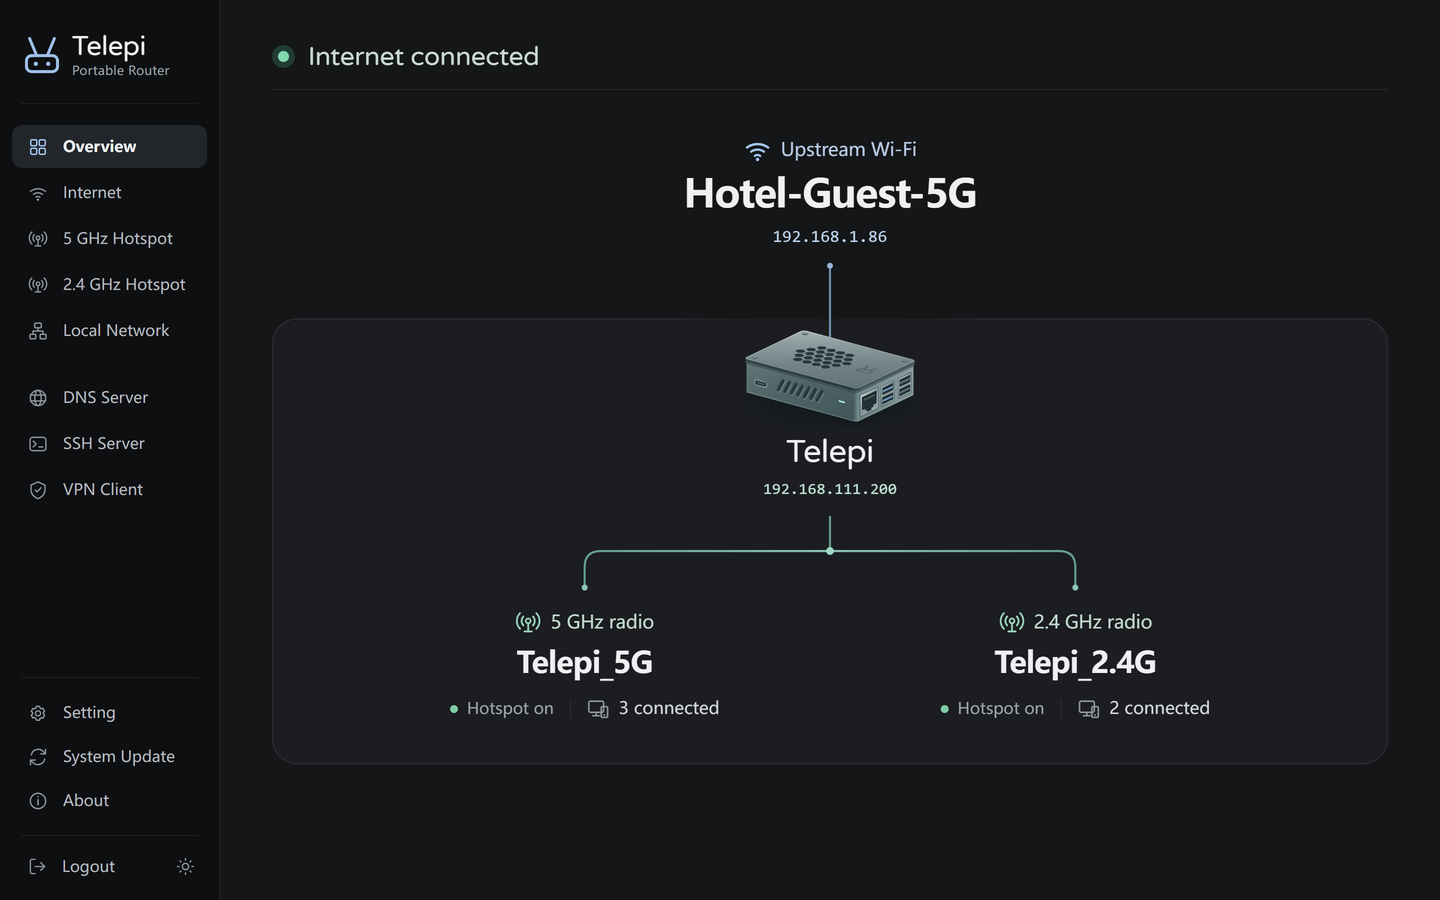 Telepi
Portable Router
Overview
Internet
5 GHz Hotspot
2.4 GHz Hotspot
Local Network
DNS Server
SSH Server
VPN Client
Setting
System Update
About
Logout
Internet connected
Upstream Wi-Fi
Hotel-Guest-5G
192.168.1.86
Telepi
192.168.111.200
5 GHz radio
Telepi_5G
Hotspot on
3 connected
2.4 GHz radio
Telepi_2.4G
Hotspot on
2 connected